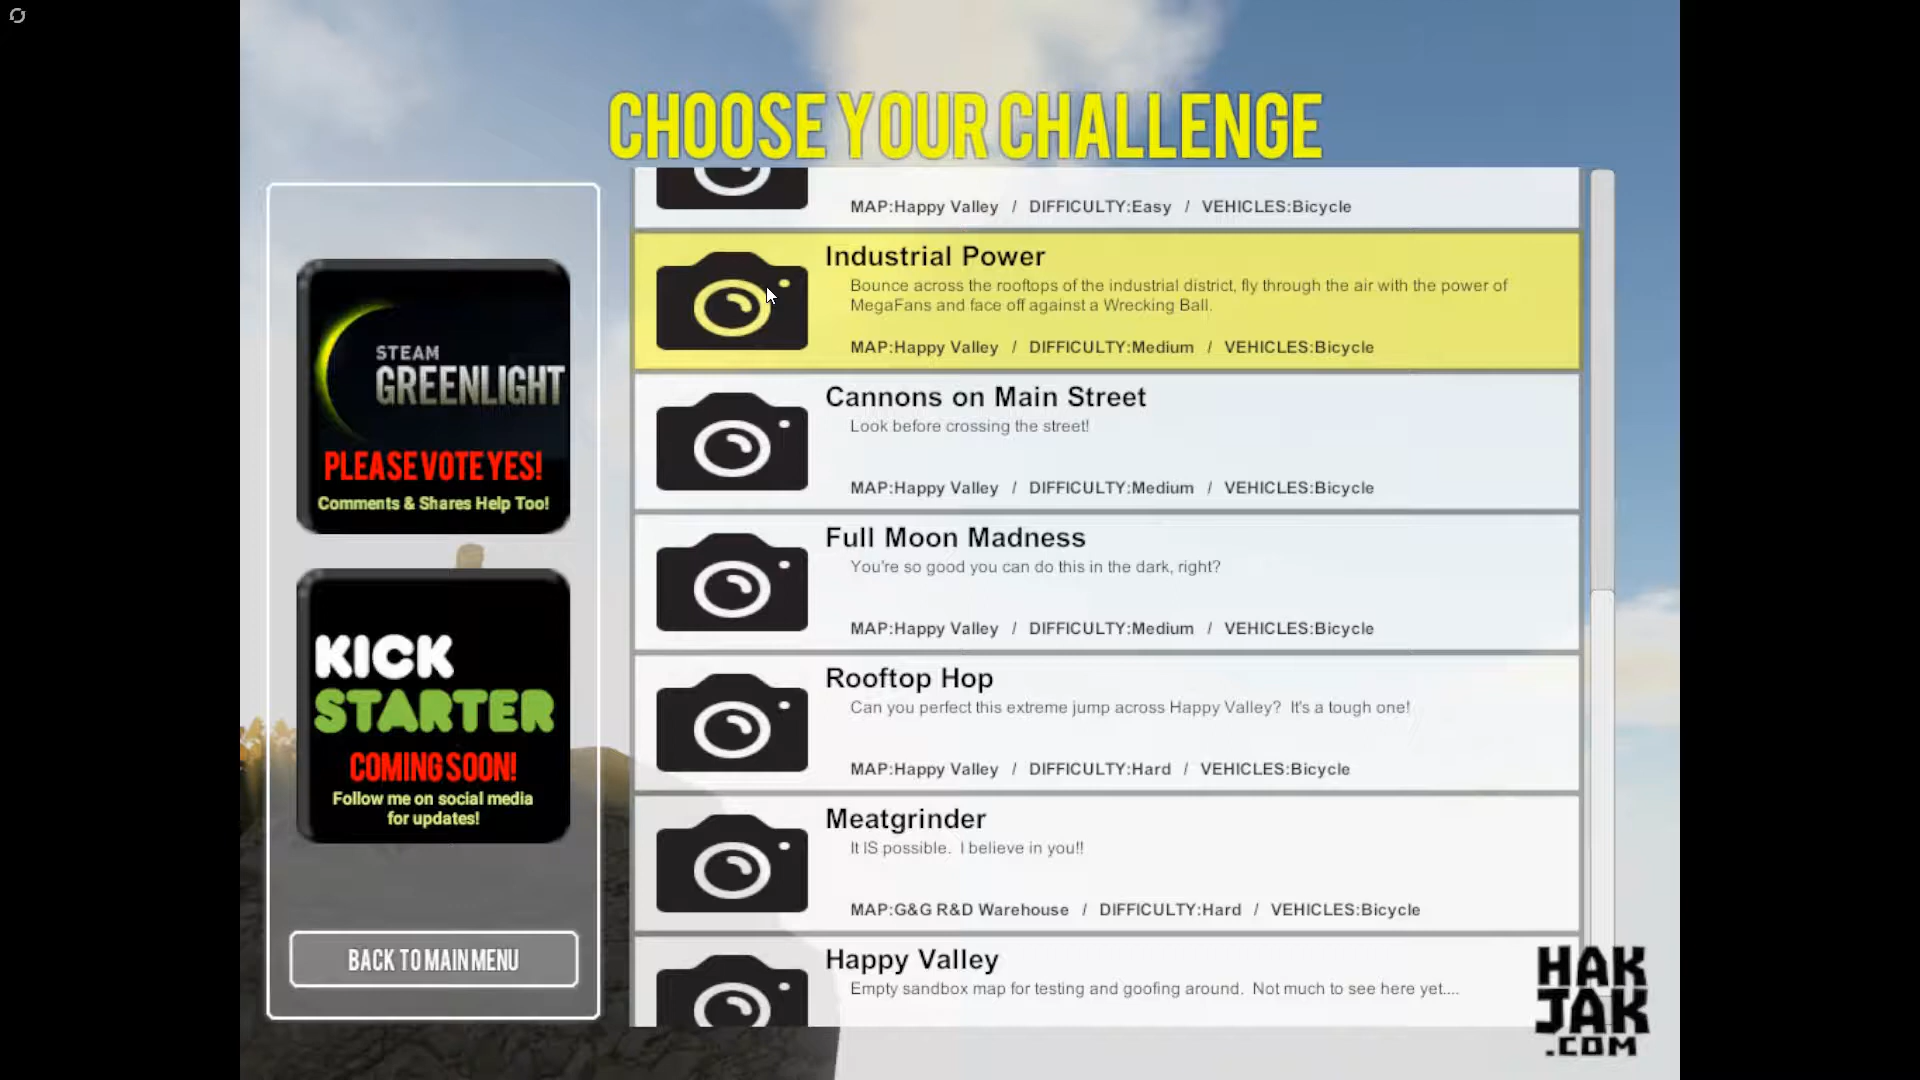 CHOOSE YOUR CHALLENGE
STEAM
GREENLIGHT
PLEASE VOTE YES!
Comments & Shares Help Too!
KICK
STARTER
COMING SOON!
Follow me on social media
for updates!
BACK TO MAIN MENU
MAP:Happy Valley / DIFFICULTY:Easy / VEHICLES:Bicycle
Industrial Power
Bounce across the rooftops of the industrial district, fly through the air with the power of
MegaFans and face off against a Wrecking Ball.
MAP:Happy Valley / DIFFICULTY:Medium / VEHICLES:Bicycle
Cannons on Main Street
Look before crossing the street!
MAP:Happy Valley / DIFFICULTY:Medium / VEHICLES:Bicycle
Full Moon Madness
You're so good you can do this in the dark, right?
MAP:Happy Valley / DIFFICULTY:Medium / VEHICLES:Bicycle
Rooftop Hop
Can you perfect this extreme jump across Happy Valley? It's a tough one!
MAP:Happy Valley / DIFFICULTY:Hard / VEHICLES:Bicycle
Meatgrinder
It IS possible. I believe in you!!
MAP:G&G R&D Warehouse / DIFFICULTY:Hard / VEHICLES:Bicycle
Happy Valley
Empty sandbox map for testing and goofing around. Not much to see here yet....
HAK
JAK
.COM